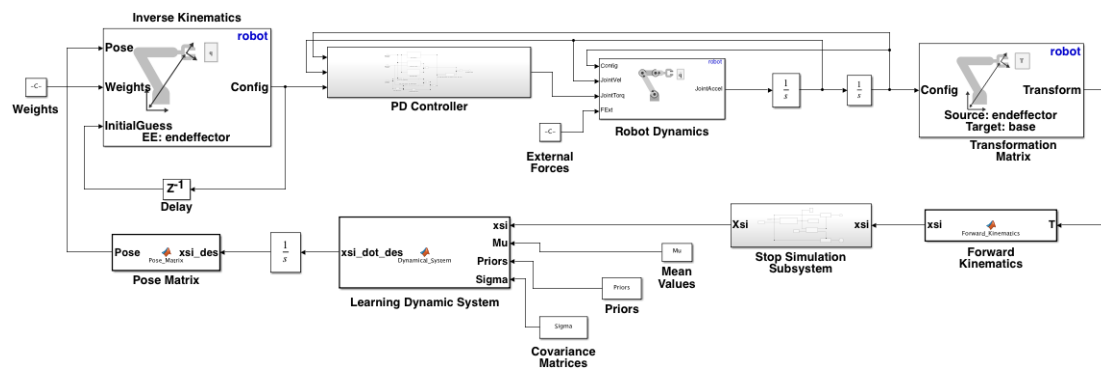 Inverse Kinematics
robot
Pose
Weights
Config
InitialGuess
EE: endeffector
q
-C-
Weights
Z-1
Delay
PD Controller
robot
Config
JointVel
JointTorq
FExt
q
JointAccel
Robot Dynamics
-C-
External
Forces
1
s
1
s
robot
Config
T
Transform
Source: endeffector
Target: base
Transformation
Matrix
Pose
xsi_des
Pose_Matrix
Pose Matrix
1
s
xsi_dot_des
xsi
Mu
Priors
Sigma
Dynamical_System
Learning Dynamic System
Mu
Mean
Values
Priors
Priors
Sigma
Covariance
Matrices
Xsi
xsi
Stop Simulation
Subsystem
xsi
T
Forward_Kinematics
Forward
Kinematics